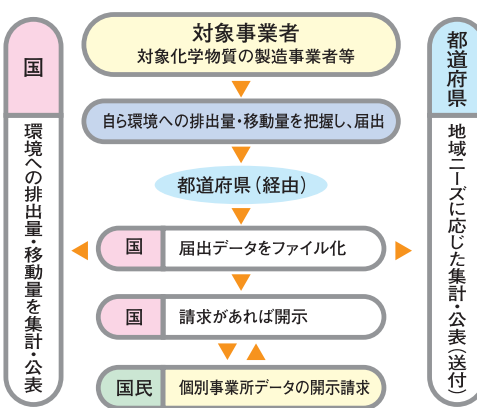 国
環境への排出量・移動量を集計・公表
対象事業者
対象化学物質の製造事業者等
自ら環境への排出量・移動量を把握し、届出
都道府県（経由）
国 届出データをファイル化
国 請求があれば開示
国民 個別事業所データの開示請求
都道府県
地域ニーズに応じた集計・公表（送付）